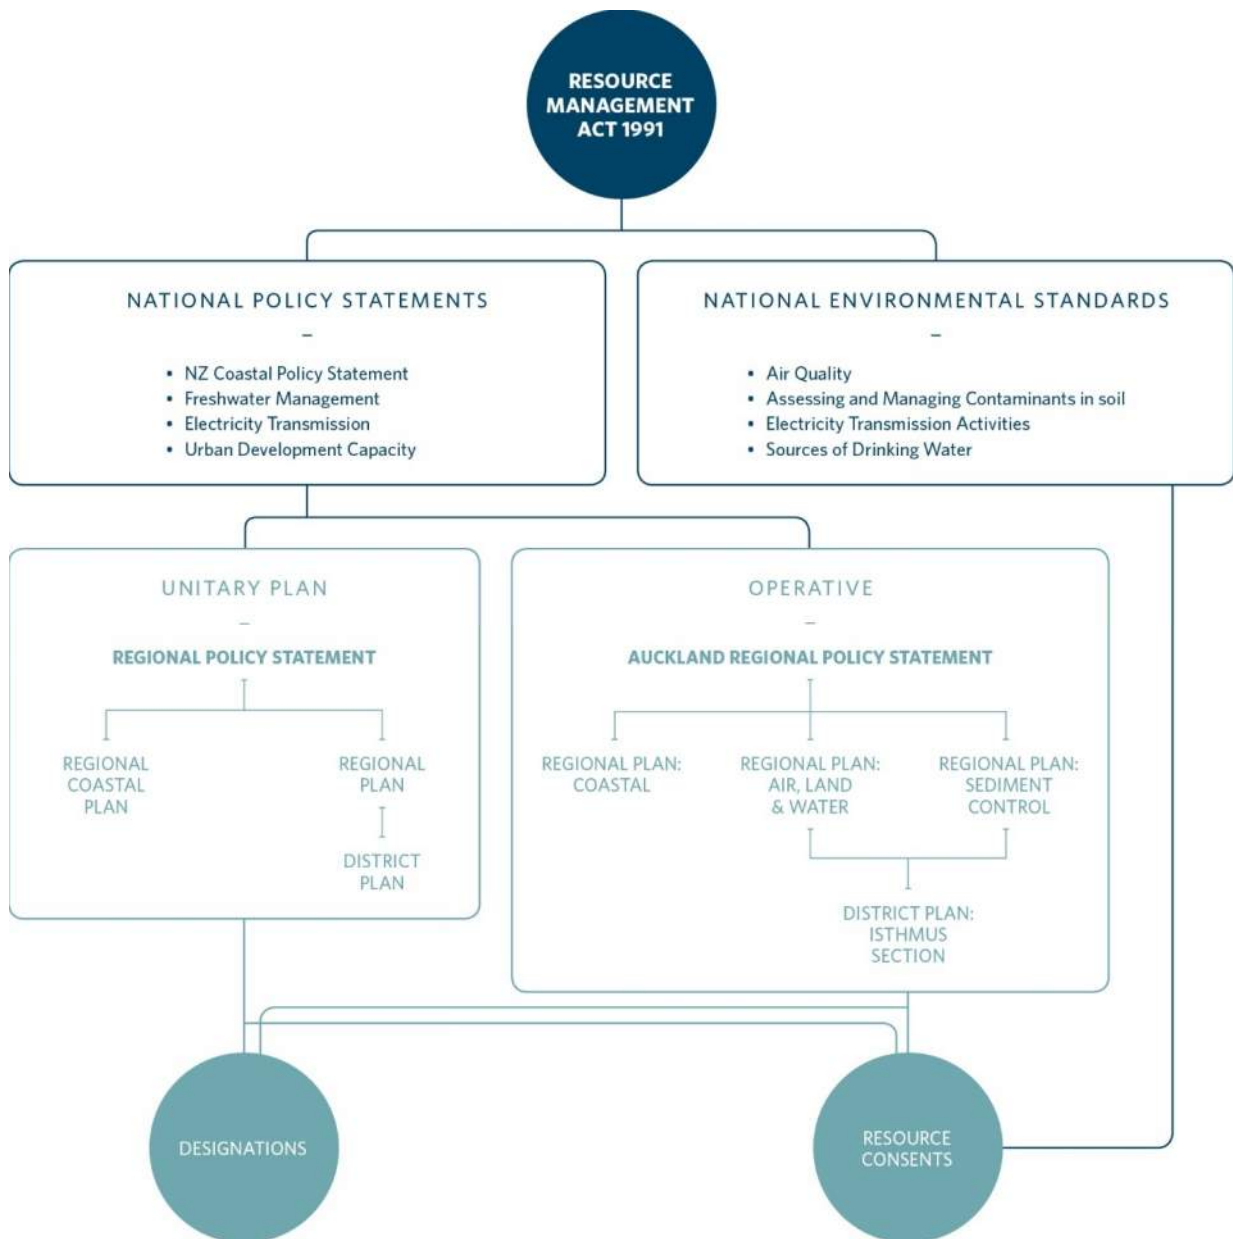 RESOURCE
MANAGEMENT
ACT 1991
NATIONAL POLICY STATEMENTS
–
• NZ Coastal Policy Statement
• Freshwater Management
• Electricity Transmission
• Urban Development Capacity
NATIONAL ENVIRONMENTAL STANDARDS
–
• Air Quality
• Assessing and Managing Contaminants in soil
• Electricity Transmission Activities
• Sources of Drinking Water
UNITARY PLAN
–
REGIONAL POLICY STATEMENT
REGIONAL
COASTAL
PLAN
REGIONAL
PLAN
DISTRICT
PLAN
OPERATIVE
–
AUCKLAND REGIONAL POLICY STATEMENT
REGIONAL PLAN:
COASTAL
REGIONAL PLAN:
AIR, LAND
& WATER
REGIONAL PLAN:
SEDIMENT
CONTROL
DISTRICT PLAN:
ISTHMUS
SECTION
DESIGNATIONS
RESOURCE
CONSENTS